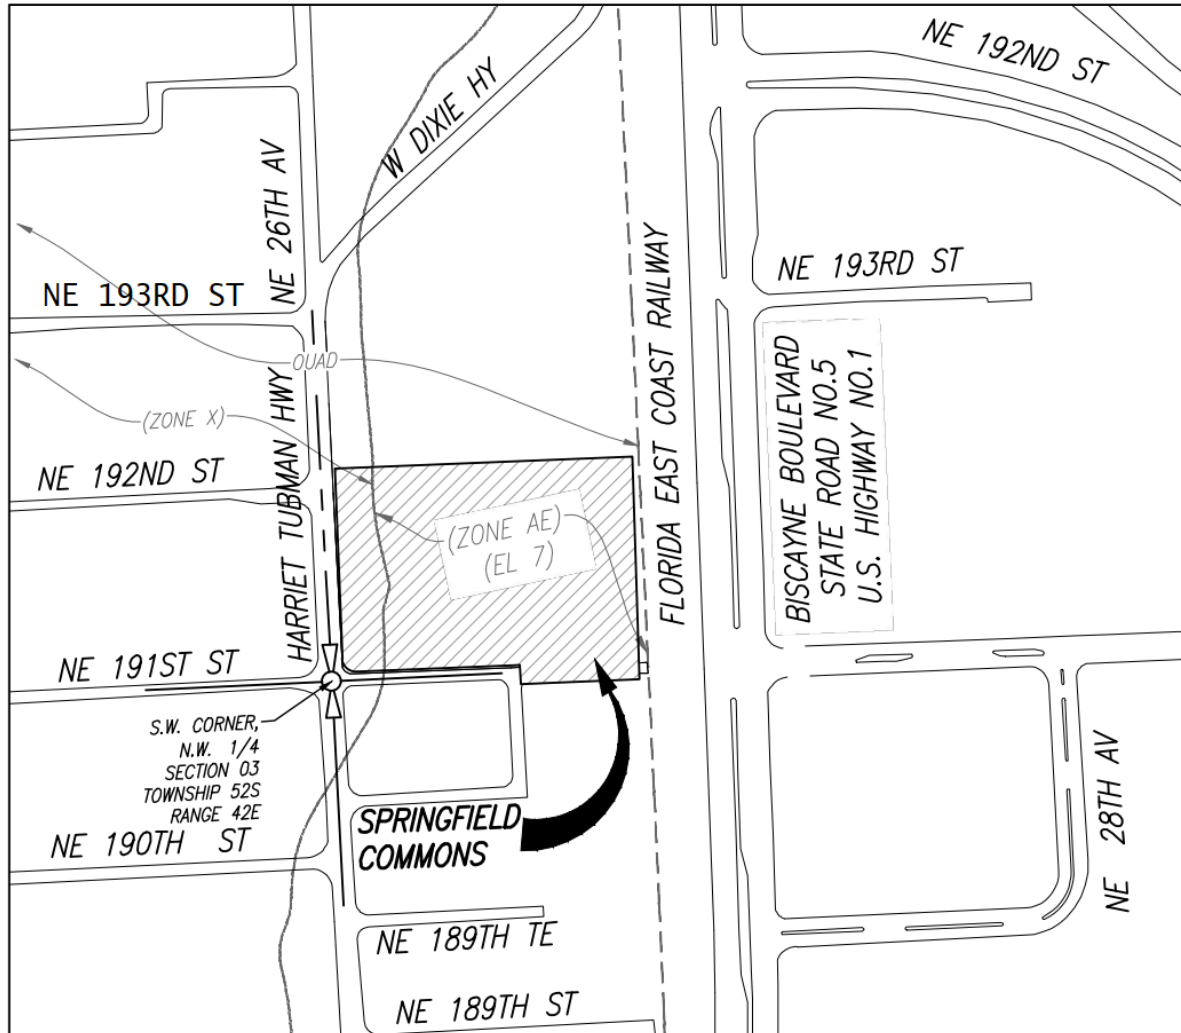 NE 192ND ST
W DIXIE HY
NE 26TH AV
NE 193RD ST
NE 193RD ST
FLORIDA EAST COAST RAILWAY
BISCAYNE BOULEVARD
STATE ROAD NO.5
U.S. HIGHWAY NO.1
QUAD
(ZONE X)
HARRIET TUBMAN HWY
NE 192ND ST
(ZONE AE)
(EL 7)
NE 191ST ST
S.W. CORNER,
N.W. 1/4
SECTION 03
TOWNSHIP 52S
RANGE 42E
NE 190TH ST
SPRINGFIELD
COMMONS
NE 28TH AV
NE 189TH TE
NE 189TH ST